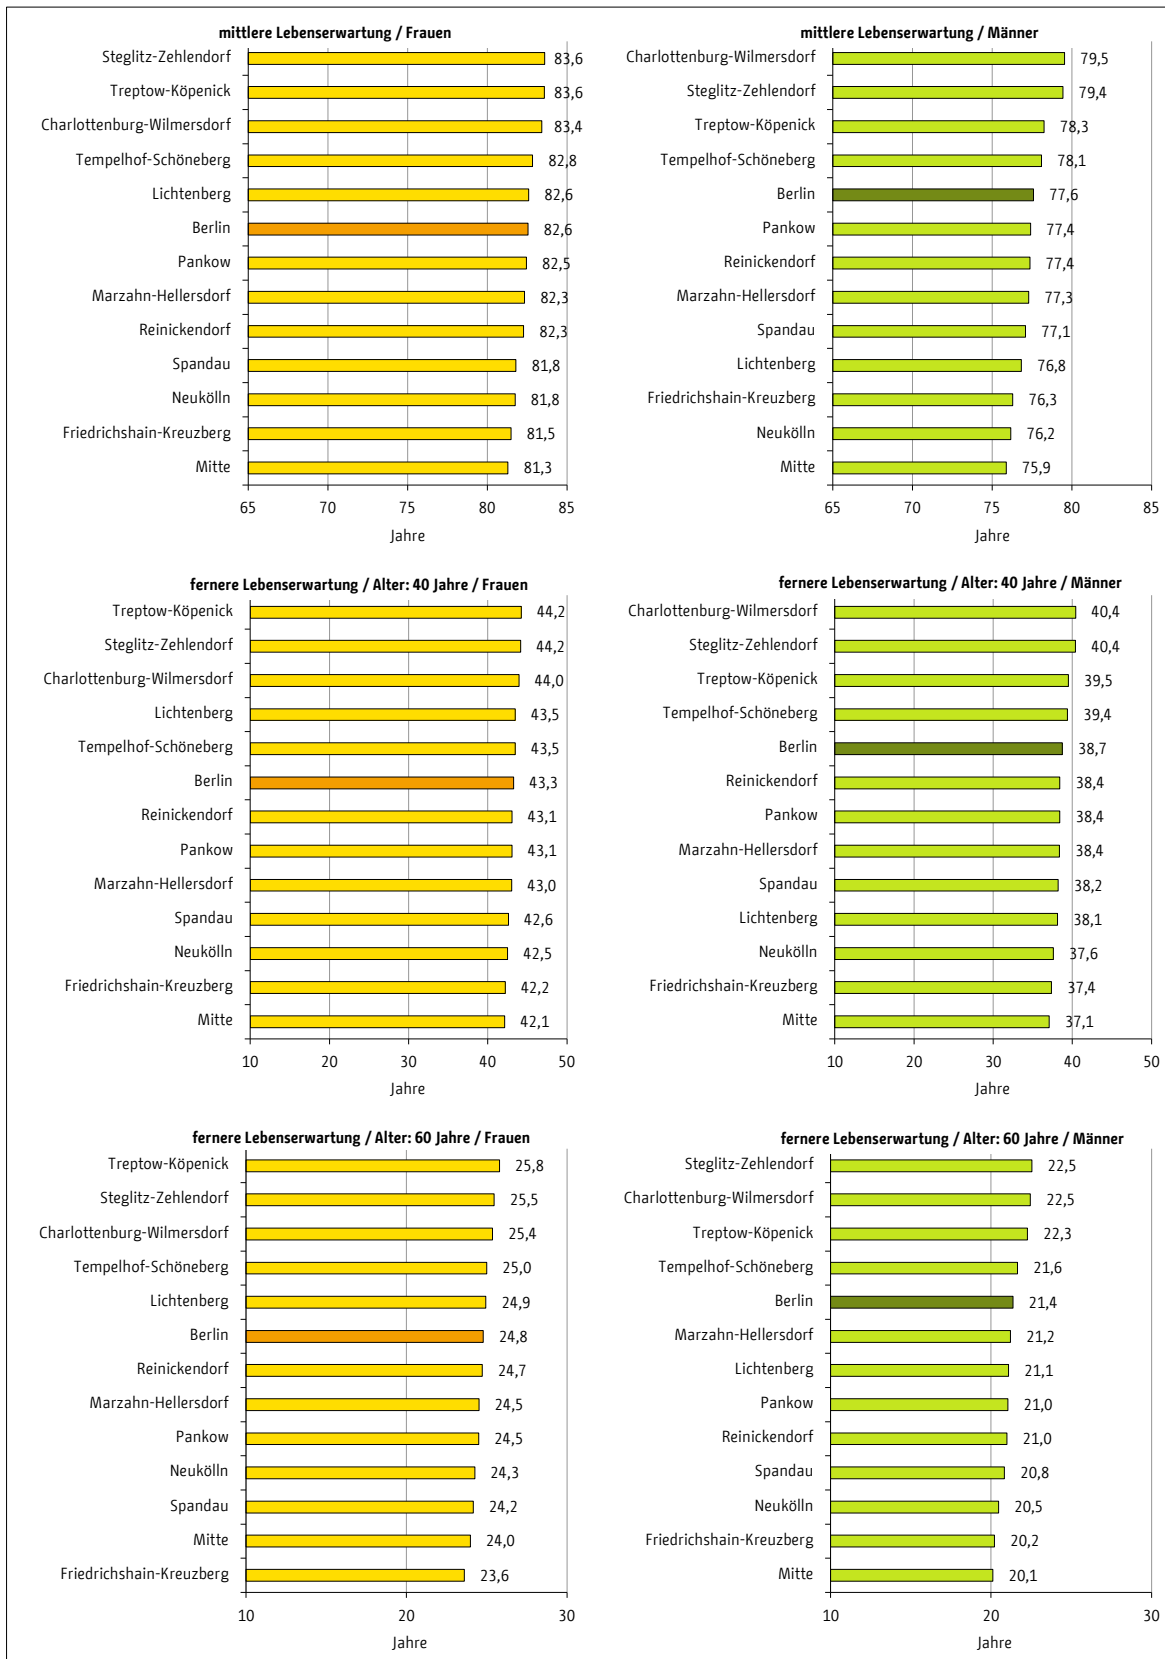 mittlere Lebenserwartung / Frauen
Steglitz-Zehlendorf 83,6
Treptow-Köpenick 83,6
Charlottenburg-Wilmersdorf 83,4
Tempelhof-Schöneberg 82,8
Lichtenberg 82,6
Berlin 82,6
Pankow 82,5
Marzahn-Hellersdorf 82,3
Reinickendorf 82,3
Spandau 81,8
Neukölln 81,8
Friedrichshain-Kreuzberg 81,5
Mitte 81,3
65 70 75 80 85
Jahre
mittlere Lebenserwartung / Männer
Charlottenburg-Wilmersdorf 79,5
Steglitz-Zehlendorf 79,4
Treptow-Köpenick 78,3
Tempelhof-Schöneberg 78,1
Berlin 77,6
Pankow 77,4
Reinickendorf 77,4
Marzahn-Hellersdorf 77,3
Spandau 77,1
Lichtenberg 76,8
Friedrichshain-Kreuzberg 76,3
Neukölln 76,2
Mitte 75,9
65 70 75 80 85
Jahre
fernere Lebenserwartung / Alter: 40 Jahre / Frauen
Treptow-Köpenick 44,2
Steglitz-Zehlendorf 44,2
Charlottenburg-Wilmersdorf 44,0
Lichtenberg 43,5
Tempelhof-Schöneberg 43,5
Berlin 43,3
Reinickendorf 43,1
Pankow 43,1
Marzahn-Hellersdorf 43,0
Spandau 42,6
Neukölln 42,5
Friedrichshain-Kreuzberg 42,2
Mitte 42,1
10 20 30 40 50
Jahre
fernere Lebenserwartung / Alter: 40 Jahre / Männer
Charlottenburg-Wilmersdorf 40,4
Steglitz-Zehlendorf 40,4
Treptow-Köpenick 39,5
Tempelhof-Schöneberg 39,4
Berlin 38,7
Reinickendorf 38,4
Pankow 38,4
Marzahn-Hellersdorf 38,4
Spandau 38,2
Lichtenberg 38,1
Neukölln 37,6
Friedrichshain-Kreuzberg 37,4
Mitte 37,1
10 20 30 40 50
Jahre
fernere Lebenserwartung / Alter: 60 Jahre / Frauen
Treptow-Köpenick 25,8
Steglitz-Zehlendorf 25,5
Charlottenburg-Wilmersdorf 25,4
Tempelhof-Schöneberg 25,0
Lichtenberg 24,9
Berlin 24,8
Reinickendorf 24,7
Marzahn-Hellersdorf 24,5
Pankow 24,5
Neukölln 24,3
Spandau 24,2
Mitte 24,0
Friedrichshain-Kreuzberg 23,6
10 20 30
Jahre
fernere Lebenserwartung / Alter: 60 Jahre / Männer
Steglitz-Zehlendorf 22,5
Charlottenburg-Wilmersdorf 22,5
Treptow-Köpenick 22,3
Tempelhof-Schöneberg 21,6
Berlin 21,4
Marzahn-Hellersdorf 21,2
Lichtenberg 21,1
Pankow 21,0
Reinickendorf 21,0
Spandau 20,8
Neukölln 20,5
Friedrichshain-Kreuzberg 20,2
Mitte 20,1
10 20 30
Jahre